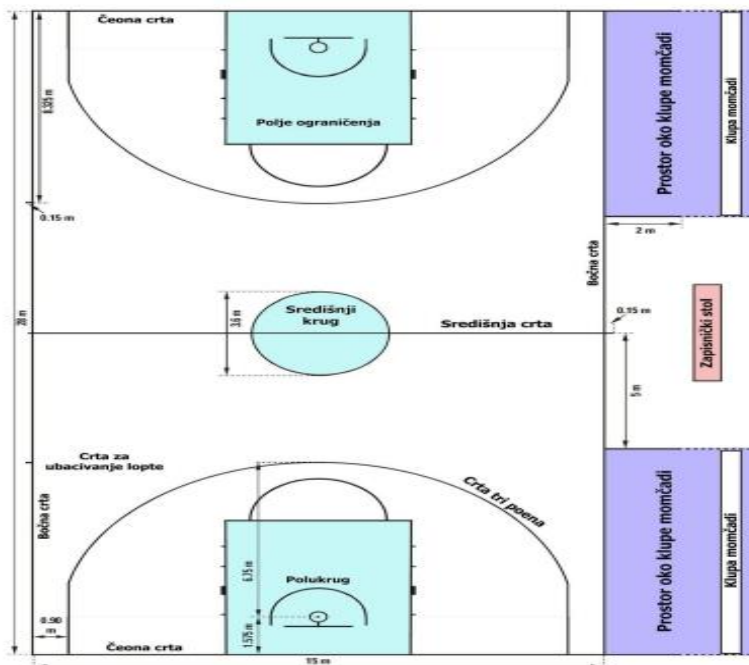 Čeona crta
Polje ograničenja
8.325 m
0.15 m
28 m
Prostor oko klupe momčadi
Klupa momčadi
2 m
Bočna crta
Središnji
krug
3.6 m
Središnja crta
0.15 m
Zapisnički stol
5 m
Crta za
ubacivanje lopte
Crta tri poena
Bočna crta
6.75 m
Polukrug
1.575 m
0.90
m
Čeona crta
15 m
Prostor oko klupe momčadi
Klupa momčadi